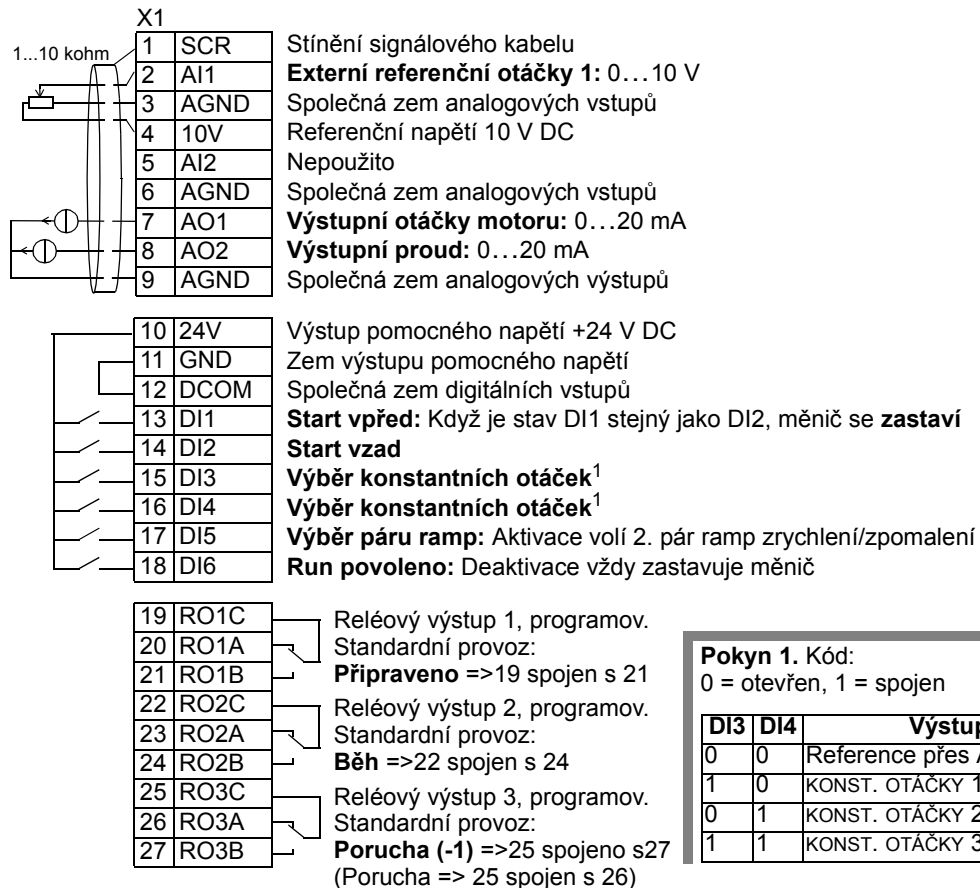 X1
1...10 kohm
1 SCR Stínění signálového kabelu
2 AI1 Externí referenční otáčky 1: 0…10 V
3 AGND Společná zem analogových vstupů
4 10V Referenční napětí 10 V DC
5 AI2 Nepoužito
6 AGND Společná zem analogových vstupů
7 AO1 Výstupní otáčky motoru: 0…20 mA
8 AO2 Výstupní proud: 0…20 mA
9 AGND Společná zem analogových výstupů
10 24V Výstup pomocného napětí +24 V DC
11 GND Zem výstupu pomocného napětí
12 DCOM Společná zem digitálních vstupů
13 DI1 Start vpřed: Když je stav DI1 stejný jako DI2, měnič se zastaví
14 DI2 Start vzad
15 DI3 Výběr konstantních otáček1
16 DI4 Výběr konstantních otáček1
17 DI5 Výběr páru ramp: Aktivace volí 2. pár ramp zrychlení/zpomalení
18 DI6 Run povoleno: Deaktivace vždy zastavuje měnič
19 RO1C Reléový výstup 1, programov.
20 RO1A Standardní provoz:
21 RO1B Připraveno =>19 spojen s 21
22 RO2C Reléový výstup 2, programov.
23 RO2A Standardní provoz:
24 RO2B Běh =>22 spojen s 24
25 RO3C Reléový výstup 3, programov.
26 RO3A Standardní provoz:
27 RO3B Porucha (-1) =>25 spojeno s27
(Porucha => 25 spojen s 26)
Pokyn 1. Kód:
0 = otevřen, 1 = spojen
DI3 DI4 Výstup
0 0 Reference přes
1 0 KONST. OTÁČKY 1
0 1 KONST. OTÁČKY 2
1 1 KONST. OTÁČKY 3